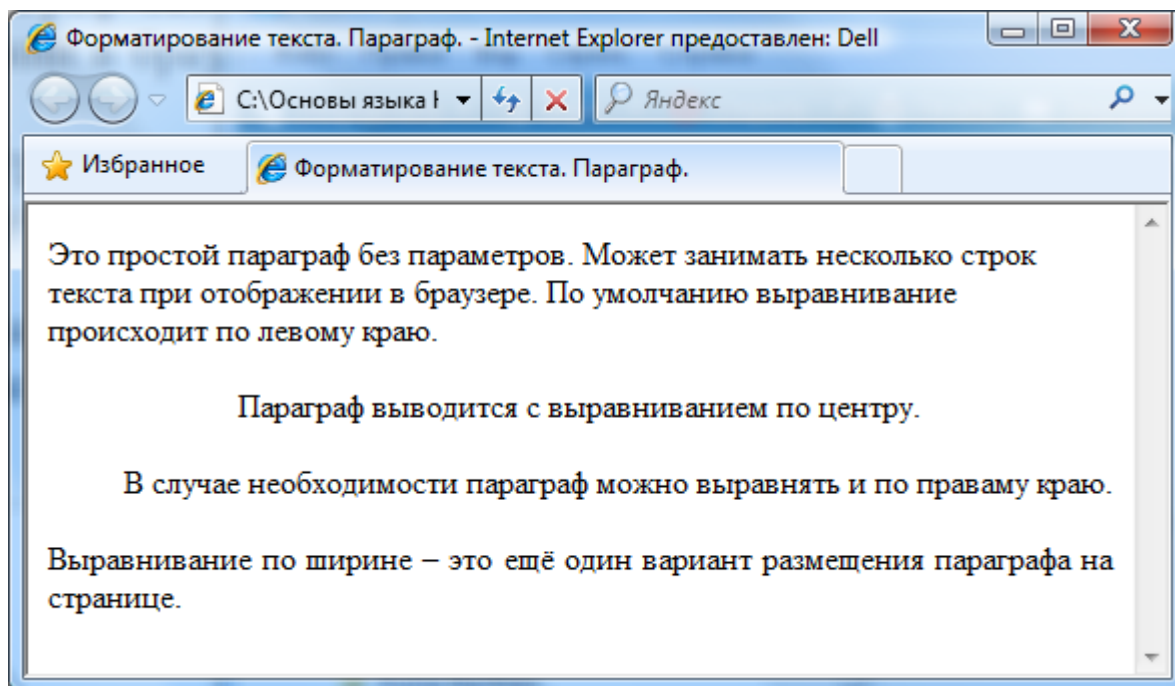 Форматирование текста. Параграф. - Internet Explorer предоставлен: Dell
C:\Основы языка Яндекс
Избранное Форматирование текста. Параграф.
Это простой параграф без параметров. Может занимать несколько строк
текста при отображении в браузере. По умолчанию выравнивание
происходит по левому краю.
Параграф выводится с выравниванием по центру.
В случае необходимости параграф можно выравнять и по праваму краю.
Выравнивание по ширине – это ещё один вариант размещения параграфа на
странице.